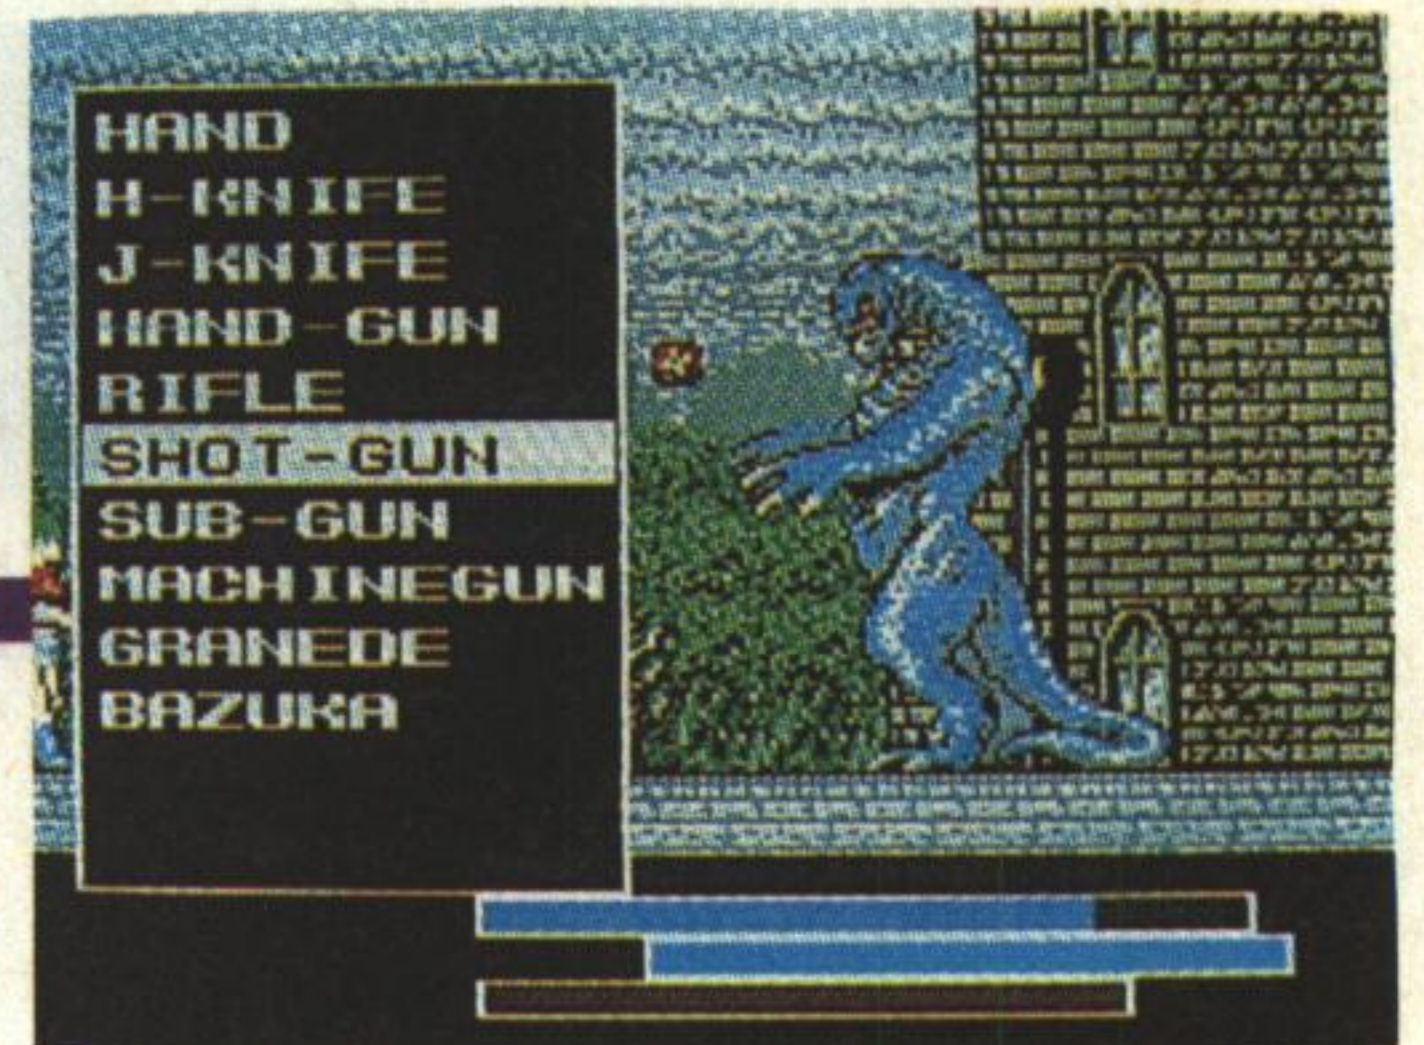 HAND
H-KNIFE
J-KNIFE
HAND-GUN
RIFLE
SHOT-GUN
SUB-GUN
MACHINEGUN
GRANEDE
BAZUKA